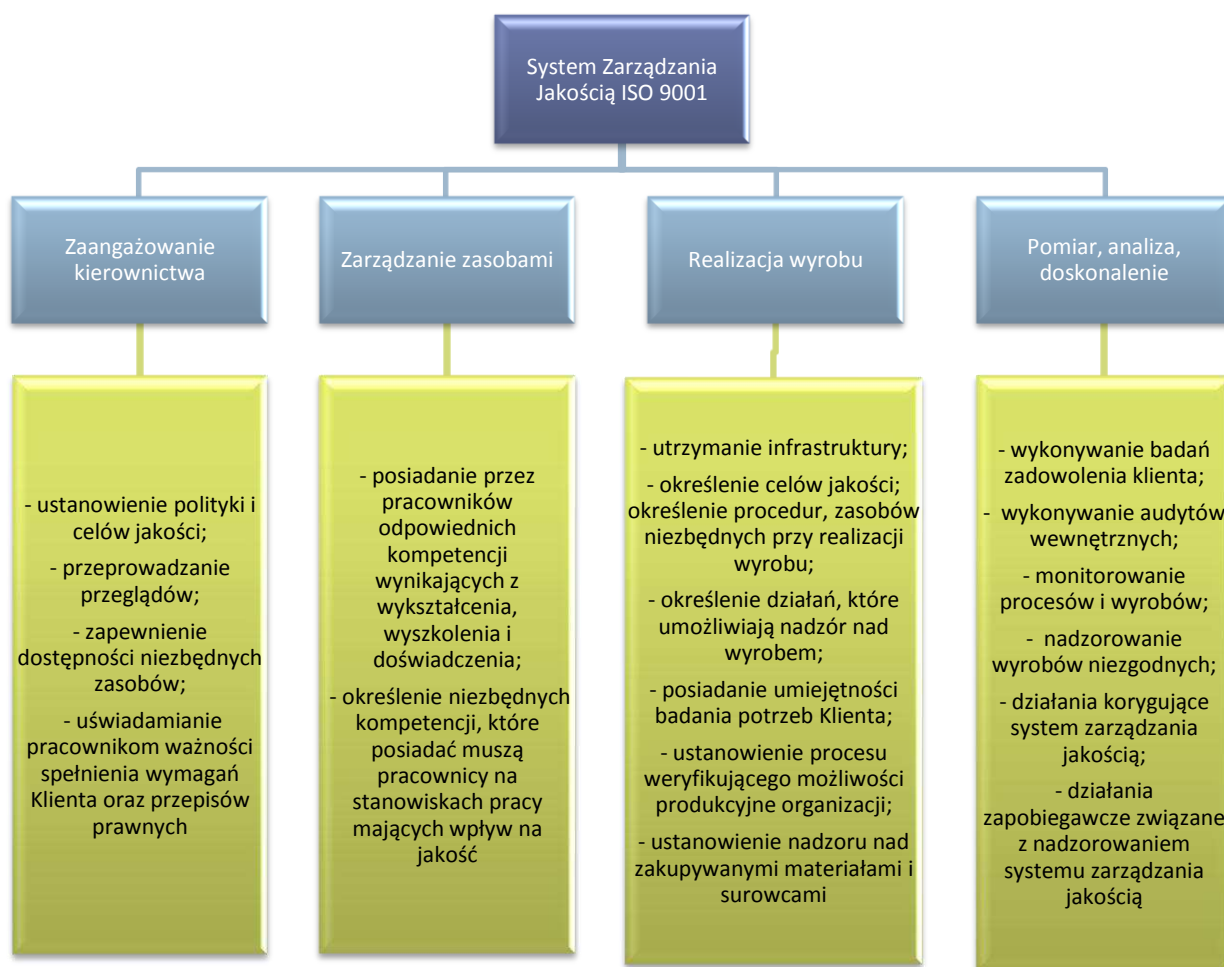 System Zarządzania
Jakością ISO 9001
Zaangażowanie
kierownictwa
Zarządzanie zasobami
Realizacja wyrobu
Pomiar, analiza,
doskonalenie
- ustanowienie polityki i
celów jakości;
- przeprowadzanie
przeglądów;
- zapewnienie
dostępności niezbędnych
zasobów;
- uświadamianie
pracownikom ważności
spełnienia wymagań
Klienta oraz przepisów
prawnych
- posiadanie przez
pracowników
odpowiednich
kompetencji
wynikających z
wykształcenia,
wyszkolenia i
doświadczenia;
- określenie niezbędnych
kompetencji, które
posiadać muszą
pracownicy na
stanowiskach pracy
mających wpływ na
jakość
- utrzymanie infrastruktury;
- określenie celów jakości;
określenie procedur, zasobów
niezbędnych przy realizacji
wyrobu;
- określenie działań, które
umożliwiają nadzór nad
wyrobem;
- posiadanie umiejętności
badania potrzeb Klienta;
- ustanowienie procesu
weryfikującego możliwości
produkcyjne organizacji;
- ustanowienie nadzoru nad
zakupywanymi materiałami i
surowcami
- wykonywanie badań
zadowolenia klienta;
- wykonywanie audytów
wewnętrznych;
- monitorowanie
procesów i wyrobów;
- nadzorowanie
wyrobów niezgodnych;
- działania korygujące
system zarządzania
jakością;
- działania
zapobiegawcze związane
z nadzorowaniem
systemu zarządzania
jakością